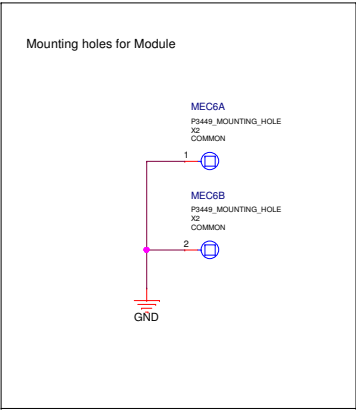 Mounting holes for Module
MEC6A
P3449_MOUNTING_HOLE
X2
COMMON
1
MEC6B
P3449_MOUNTING_HOLE
X2
COMMON
2
GND